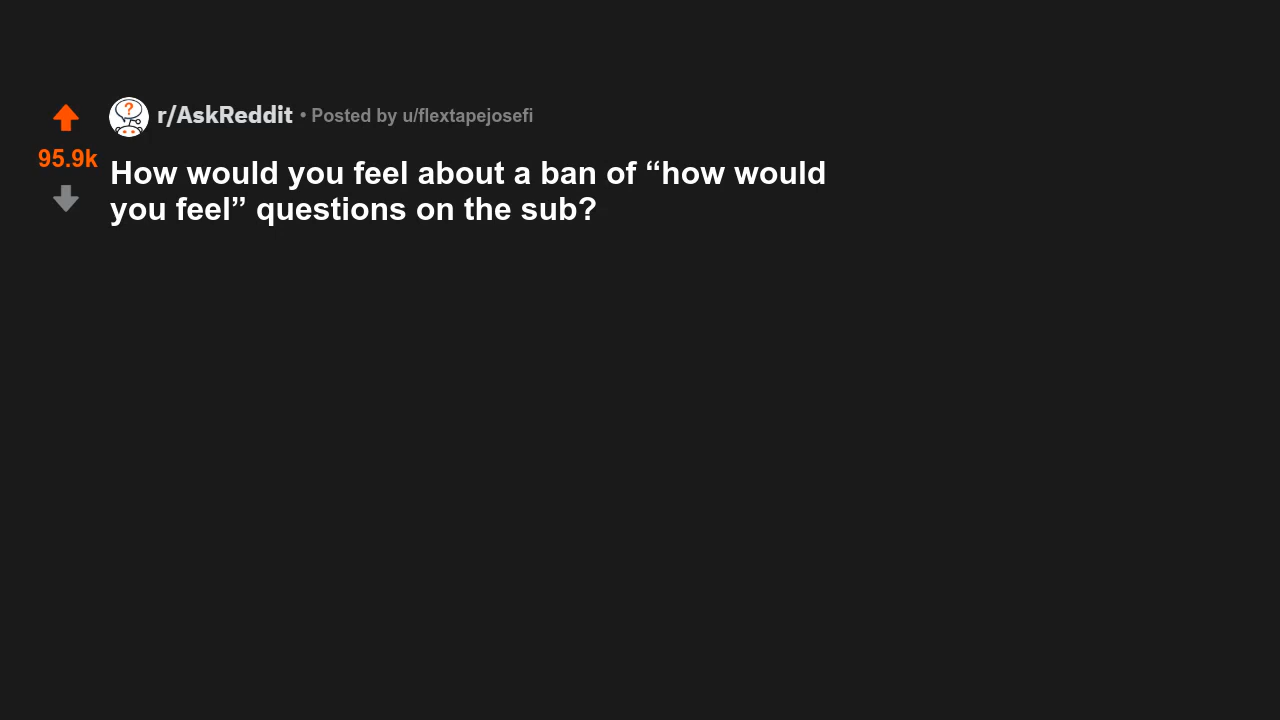 r/AskReddit • Posted by u/flextapejosefi
95.9k
How would you feel about a ban of “how would
you feel” questions on the sub?